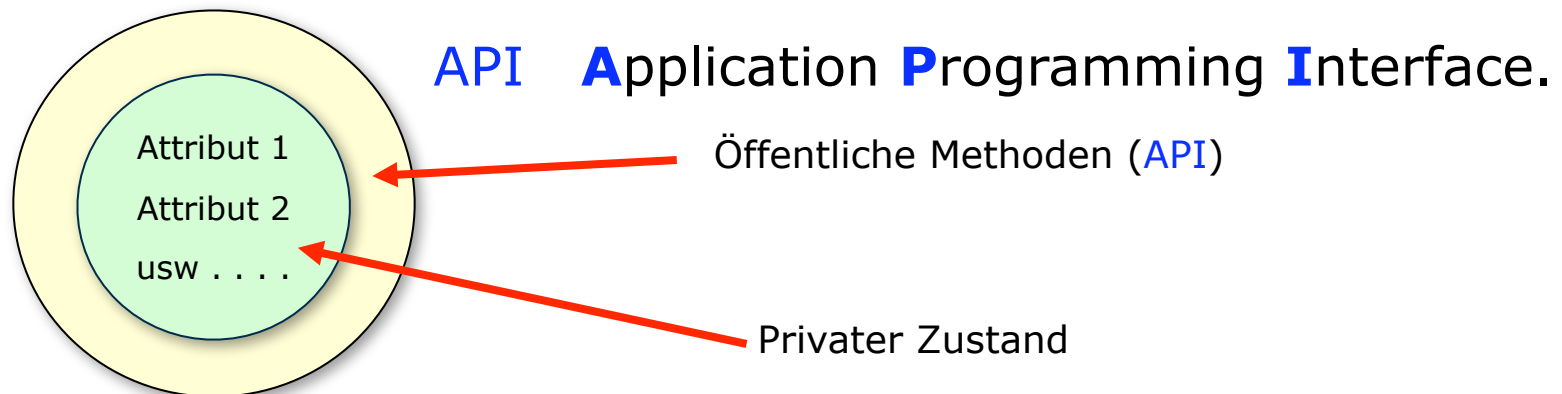 API Application Programming Interface.
Attribut 1
Attribut 2
usw . . . .
Öffentliche Methoden (API)
Privater Zustand